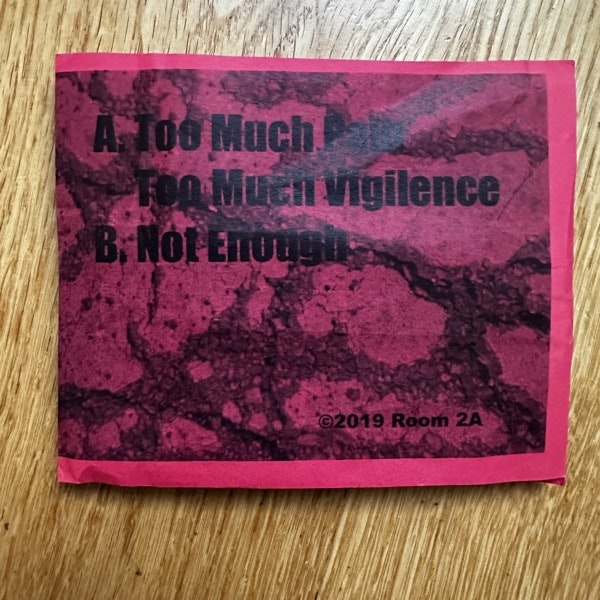 A. Too Much Pain
Too Much Vigilence
B. Not Enough
©2019 Room 2A